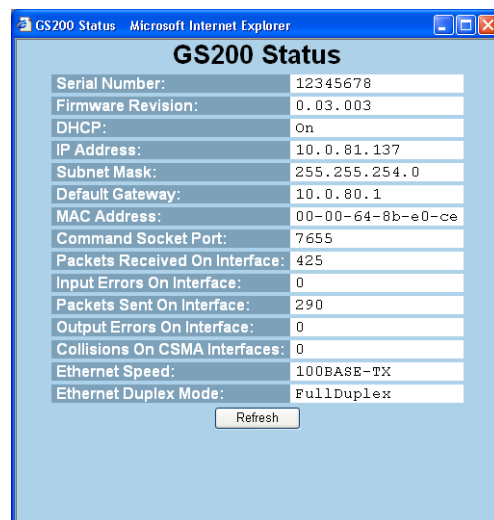 GS200 Status Microsoft Internet Explorer
GS200 Status
Serial Number: 12345678
Firmware Revision: 0.03.003
DHCP: On
IP Address: 10.0.81.137
Subnet Mask: 255.255.254.0
Default Gateway: 10.0.80.1
MAC Address: 00-00-64-8b-e0-ce
Command Socket Port: 7655
Packets Received On Interface: 425
Input Errors On Interface: 0
Packets Sent On Interface: 290
Output Errors On Interface: 0
Collisions On CSMA Interfaces: 0
Ethernet Speed: 100BASE-TX
Ethernet Duplex Mode: FullDuplex
Refresh